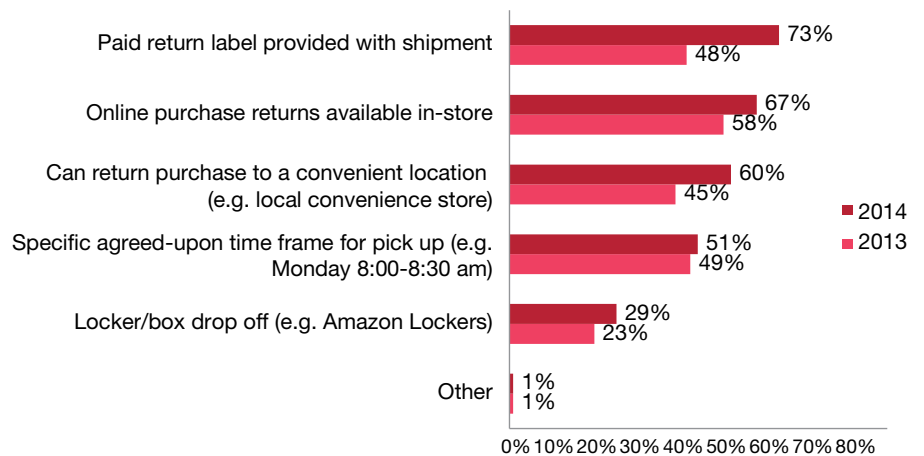 Paid return label provided with shipment
73%
48%
Online purchase returns available in-store
67%
58%
Can return purchase to a convenient location
(e.g. local convenience store)
60%
45%
Specific agreed-upon time frame for pick up (e.g.
Monday 8:00-8:30 am)
51%
49%
Locker/box drop off (e.g. Amazon Lockers)
29%
23%
Other
1%
1%
2014
2013
0% 10% 20% 30% 40% 50% 60% 70% 80%